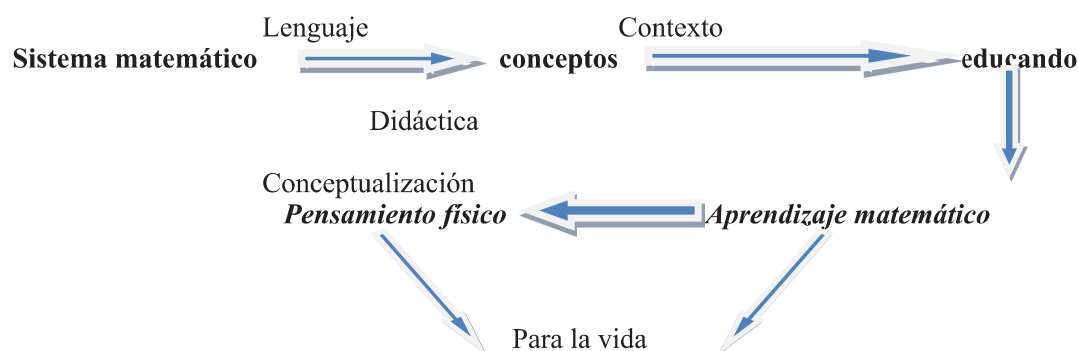 Lenguaje
Contexto
Sistema matemático
conceptos
educando
Didáctica
Conceptualización
Pensamiento físico
Aprendizaje matemático
Para la vida